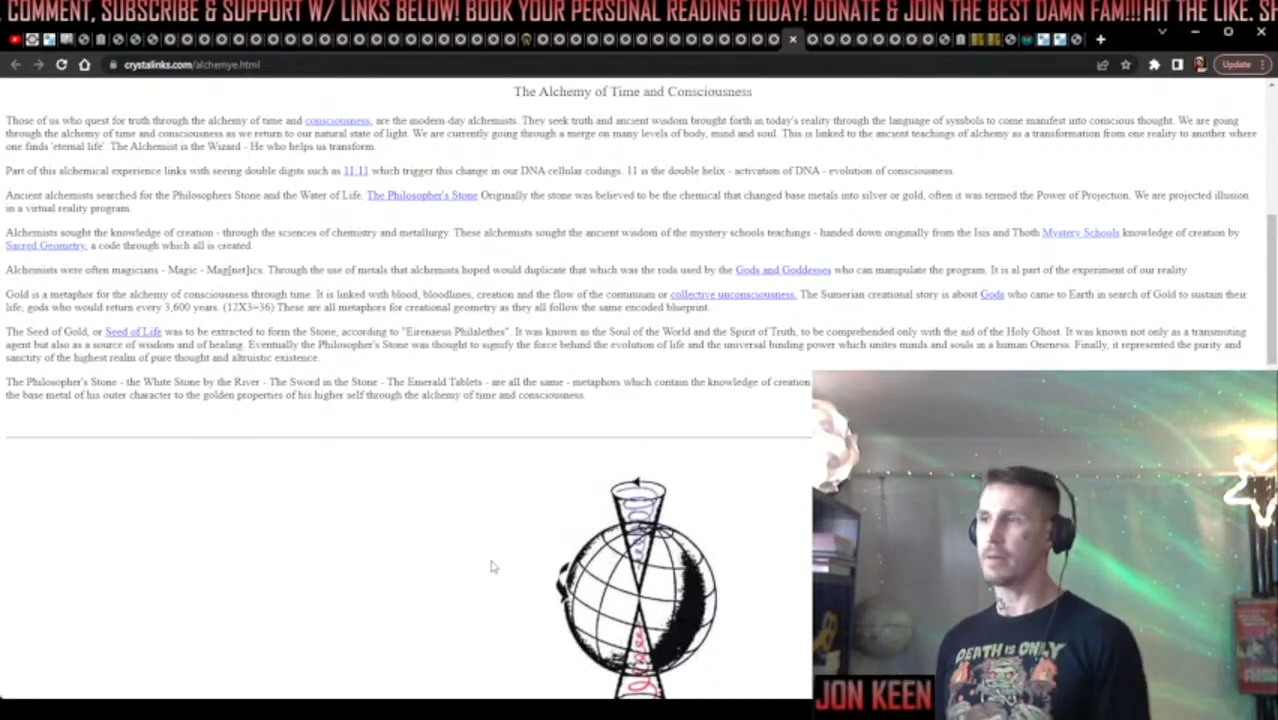 COMMENT, SUBSCRIBE & SUPPORT W/ LINKS BELOW! BOOK YOUR PERSONAL READING TODAY! DONATE & JOIN THE BEST DAMN FAM!!! HIT THE LIKE.
crystalinks.com/alchemye.html
Update
The Alchemy of Time and Consciousness
Those of us who quest for truth through the alchemy of time and consciousness, are the modern-day alchemists. They seek truth and ancient wisdom brought forth in today's reality through the language of symbols to come manifest into conscious thought. We are going
through the alchemy of time and consciousness as we return to our natural state of light. We are currently going through a merge on many levels of body, mind and soul. This is linked to the ancient teachings of alchemy as a transformation from one reality to another where
one finds 'eternal life'. The Alchemist is the Wizard - He who helps us transform.
Part of this alchemical experience links with seeing double digits such as 11:11 which trigger this change in our DNA cellular codings. 11 is the double helix - activation of DNA - evolution of consciousness.
Ancient alchemists searched for the Philosophers Stone and the Water of Life. The Philosopher's Stone Originally the stone was believed to be the chemical that changed base metals into silver or gold, often it was termed the Power of Projection. We are projected illusion
in a virtual reality program.
Alchemists sought the knowledge of creation - through the sciences of chemistry and metallurgy. These alchemists sought the ancient wisdom of the mystery schools teachings - handed down originally from the Isis and Thoth Mystery Schools knowledge of creation by
Sacred Geometry, a code through which all is created
Alchemists were often magicians - Magic - Mag[net]ics. Through the use of metals that alchemists hoped would duplicate that which was the rods used by the Gods and Goddesses who can manipulate the program. It is al part of the experiment of our reality
Gold is a metaphor for the alchemy of consciousness through time. It is linked with blood, bloodlines, creation and the flow of the continuum or collective unconsciousness. The Sumerian creational story is about Gods who came to Earth in search of Gold to sustain their
life, gods who would return every 3,600 years. (12X3=36) These are all metaphors for creational geometry as they all follow the same encoded blueprint.
The Seed of Gold, or Seed of Life was to be extracted to form the Stone, according to "Eirenaeus Philalethes". It was known as the Soul of the World and the Spirit of Truth, to be comprehended only with the aid of the Holy Ghost. It was known not only as a transmuting
agent but also as a source of wisdom and of healing. Eventually the Philosopher's Stone was thought to signify the force behind the evolution of life and the universal binding power which unites minds and souls in a human Oneness. Finally, it represented the purity and
sanctity of the highest realm of pure thought and altruistic existence.
The Philosopher's Stone - the White Stone by the River - The Sword in the Stone - The Emerald Tablets - are all the same - metaphors which contain the knowledge of creation
the base metal of his outer character to the golden properties of his higher self through the alchemy of time and consciousness.
DEATH IS ONLY
JON KEEN